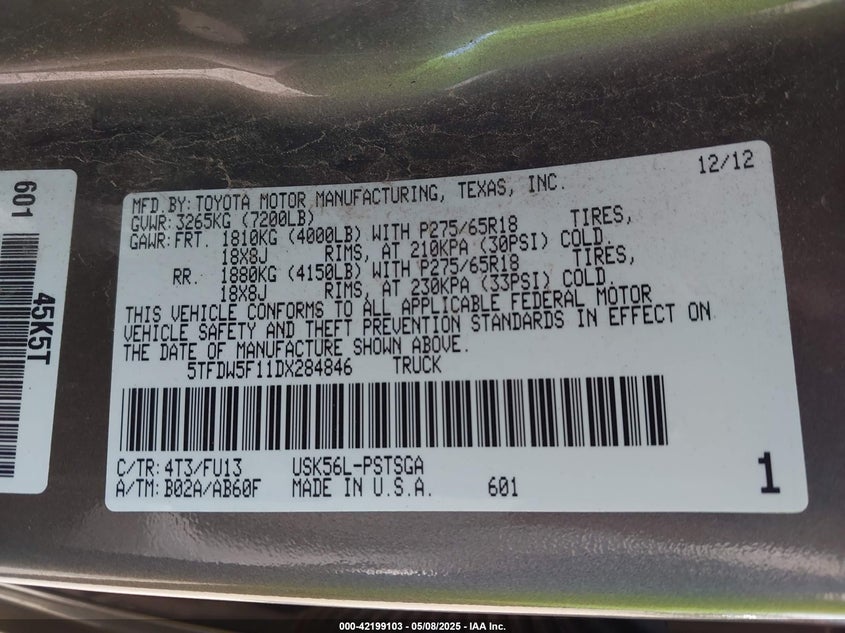 12/12
MFD BY: TOYOTA MOTOR MANUFACTURING, TEXAS, INC.
GVWR: 3265KG (7200LB)
GAWR: FRT. 1810KG (4000LB) WITH P275/65R18 TIRES,
18X8J RIMS, AT 210KPA (30PSI) COLD.
RR. 1880KG (4150LB) WITH P275/65R18 TIRES,
18X8J RIMS, AT 230KPA (33PSI) COLD.
THIS VEHICLE CONFORMS TO ALL APPLICABLE FEDERAL MOTOR
VEHICLE SAFETY AND THEFT PREVENTION STANDARDS IN EFFECT ON
THE DATE OF MANUFACTURE SHOWN ABOVE.
5TFDW5F11DX284846 TRUCK
C/TR: 4T3/FU13 USK56L-PSTSGA
A/TM: B02A/AB60F MADE IN U.S.A. 601
1
601
45K5T
000-42199103 - 05/08/2025 - IAA Inc.